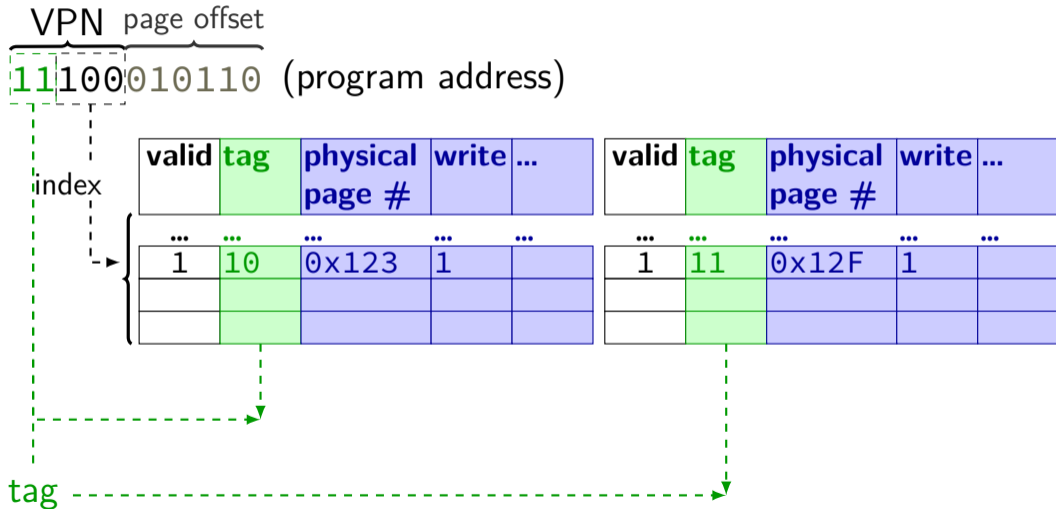 VPN page offset
11100010110 (program address)
index
valid tag physical page # write ... valid tag physical page # write ...
... ... ... ... ... ... ... ... ... ...
1 10 0x123 1 1 11 0x12F 1
tag